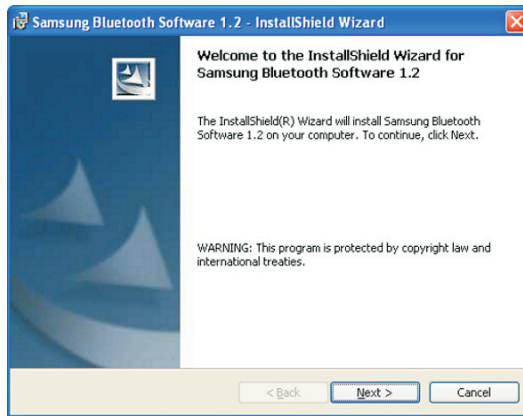 Samsung Bluetooth Software 1.2 - InstallShield Wizard
Welcome to the InstallShield Wizard for
Samsung Bluetooth Software 1.2
The InstallShield(R) Wizard will install Samsung Bluetooth
Software 1.2 on your computer. To continue, click Next.
WARNING: This program is protected by copyright law and
international treaties.
< Back Next > Cancel